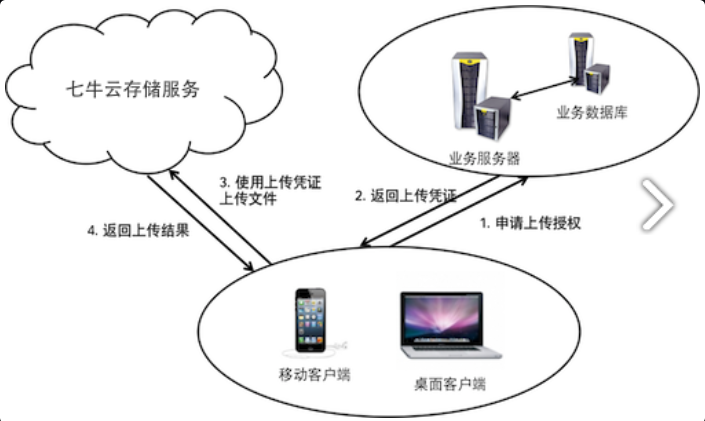 七牛云存储服务
业务数据库
业务服务器
3. 使用上传凭证
上传文件
2. 返回上传凭证
4. 返回上传结果
1. 申请上传授权
移动客户端
桌面客户端